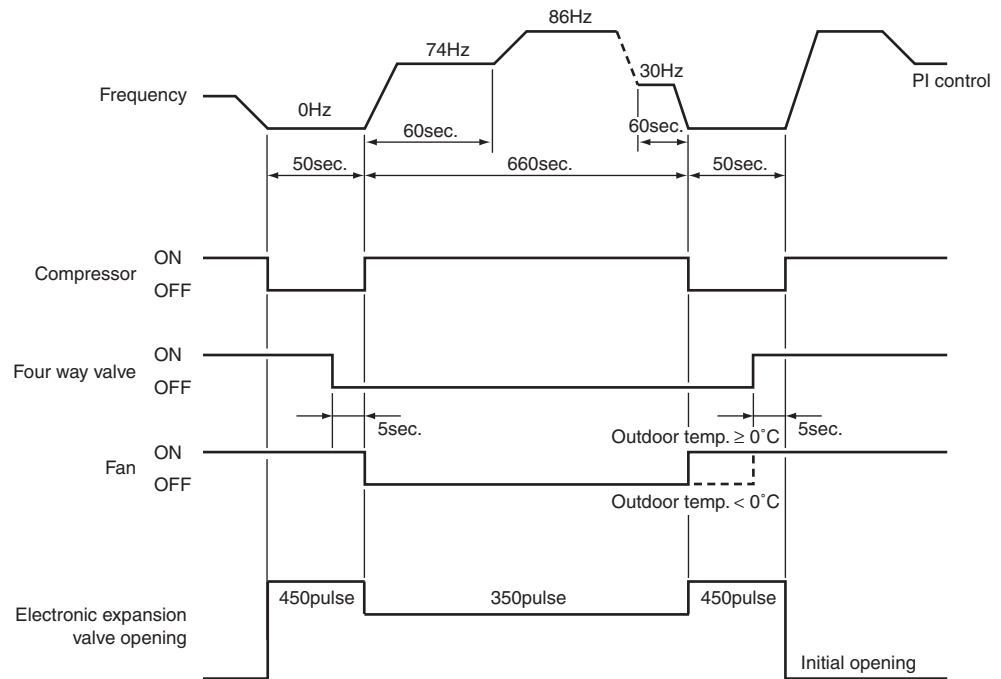 86Hz
74Hz
30Hz
PI control
Frequency
0Hz
60sec.
60sec.
50sec.
660sec.
50sec.
ON
Compressor
OFF
ON
Four way valve
OFF
5sec.
5sec.
Outdoor temp. ≥ 0˚C
ON
Fan
OFF
Outdoor temp. < 0˚C
450pulse
350pulse
450pulse
Electronic expansion
valve opening
Initial opening